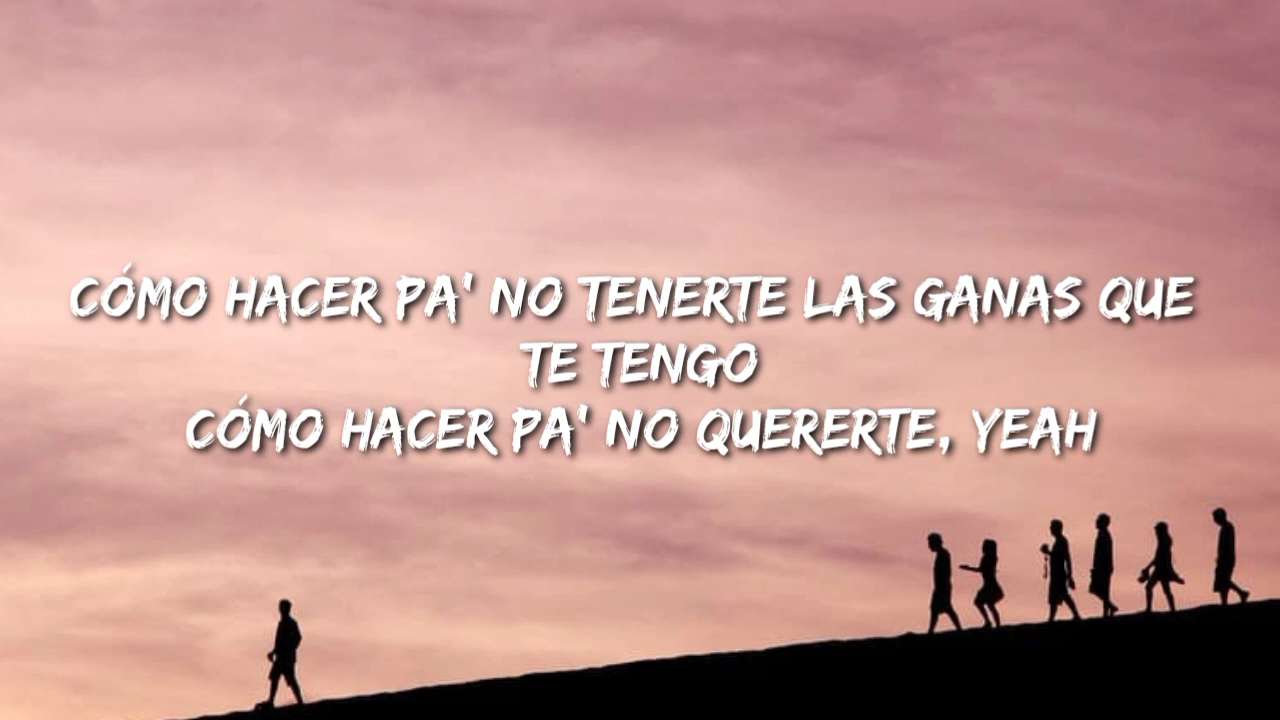 CÓMO HACER PA' NO TENERTE LAS GANAS QUE
TE TENGO
CÓMO HACER PA' NO QUERERTE, YEAH